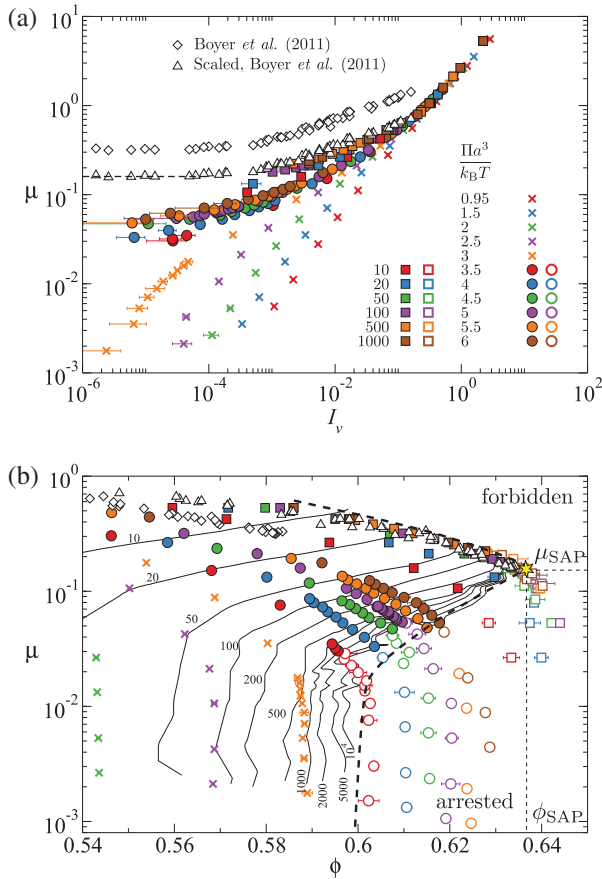 (a)
◇ Boyer et al. (2011)
△ Scaled, Boyer et al. (2011)
10^1
10^0
10^-1
10^-2
10^-3
μ
Πa^3
k_BT
0.95
1.5
2
2.5
3
10 3.5
20 4
50 4.5
100 5
500 5.5
1000 6
10^-6 10^-4 10^-2 10^0 10^2
I_v
(b)
10^0
10^-1
10^-2
10^-3
μ
forbidden
μ_SAP
10
20
50
100
200
500
1000
2000
5000
10^4
arrested
ϕ_SAP
0.54 0.56 0.58 0.6 0.62 0.64
ϕ